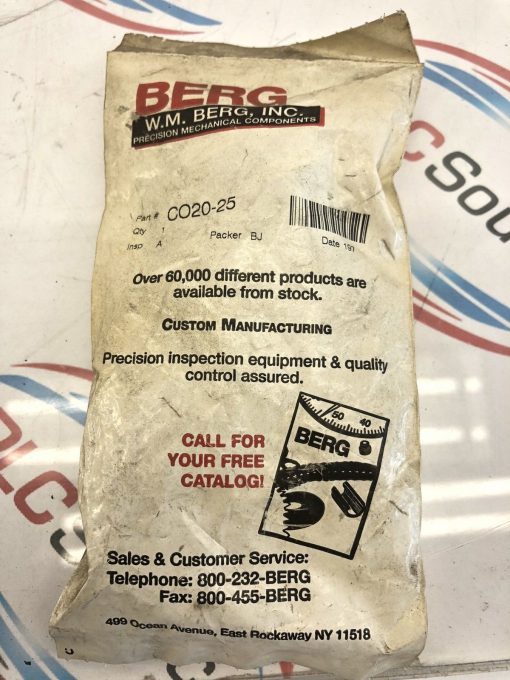 BERG
W.M. BERG, INC.
PRECISION MECHANICAL COMPONENTS
Part # CO20-25
Qty 1
Insp A Packer BJ Date 191
Over 60,000 different products are
available from stock.
CUSTOM MANUFACTURING
Precision inspection equipment & quality
control assured.
50 40
BERG
CALL FOR
YOUR FREE
CATALOG!
Sales & Customer Service:
Telephone: 800-232-BERG
Fax: 800-455-BERG
499 Ocean Avenue, East Rockaway NY 11518
LC Sou
PLC